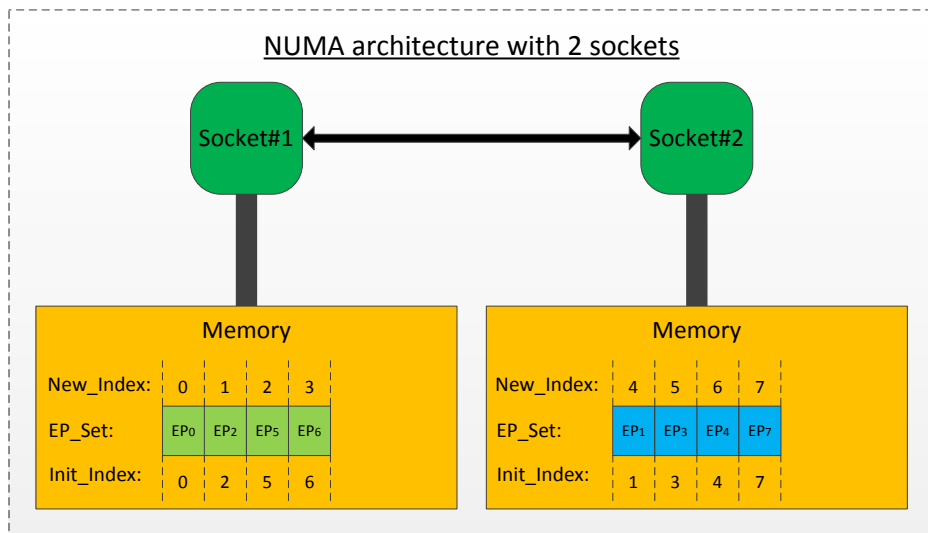 NUMA architecture with 2 sockets
Socket#1
Socket#2
Memory
New_Index: 0 1 2 3
EP_Set: EP0 EP2 EP5 EP6
Init_Index: 0 2 5 6
Memory
4 5 6 7
EP1 EP3 EP4 EP7
1 3 4 7
New_Index:
EP_Set:
Init_Index: